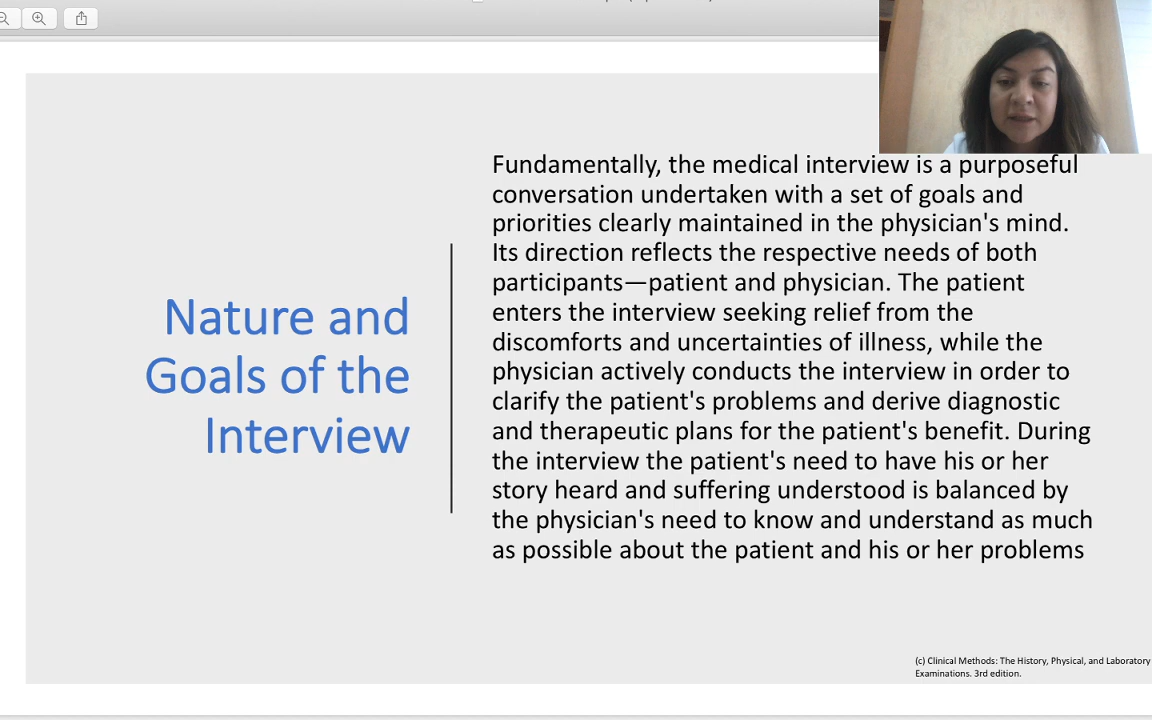 Nature and
Goals of the
Interview
Fundamentally, the medical interview is a purposeful
conversation undertaken with a set of goals and
priorities clearly maintained in the physician's mind.
Its direction reflects the respective needs of both
participants—patient and physician. The patient
enters the interview seeking relief from the
discomforts and uncertainties of illness, while the
physician actively conducts the interview in order to
clarify the patient's problems and derive diagnostic
and therapeutic plans for the patient's benefit. During
the interview the patient's need to have his or her
story heard and suffering understood is balanced by
the physician's need to know and understand as much
as possible about the patient and his or her problems
(c) Clinical Methods: The History, Physical, and Laboratory
Examinations. 3rd edition.